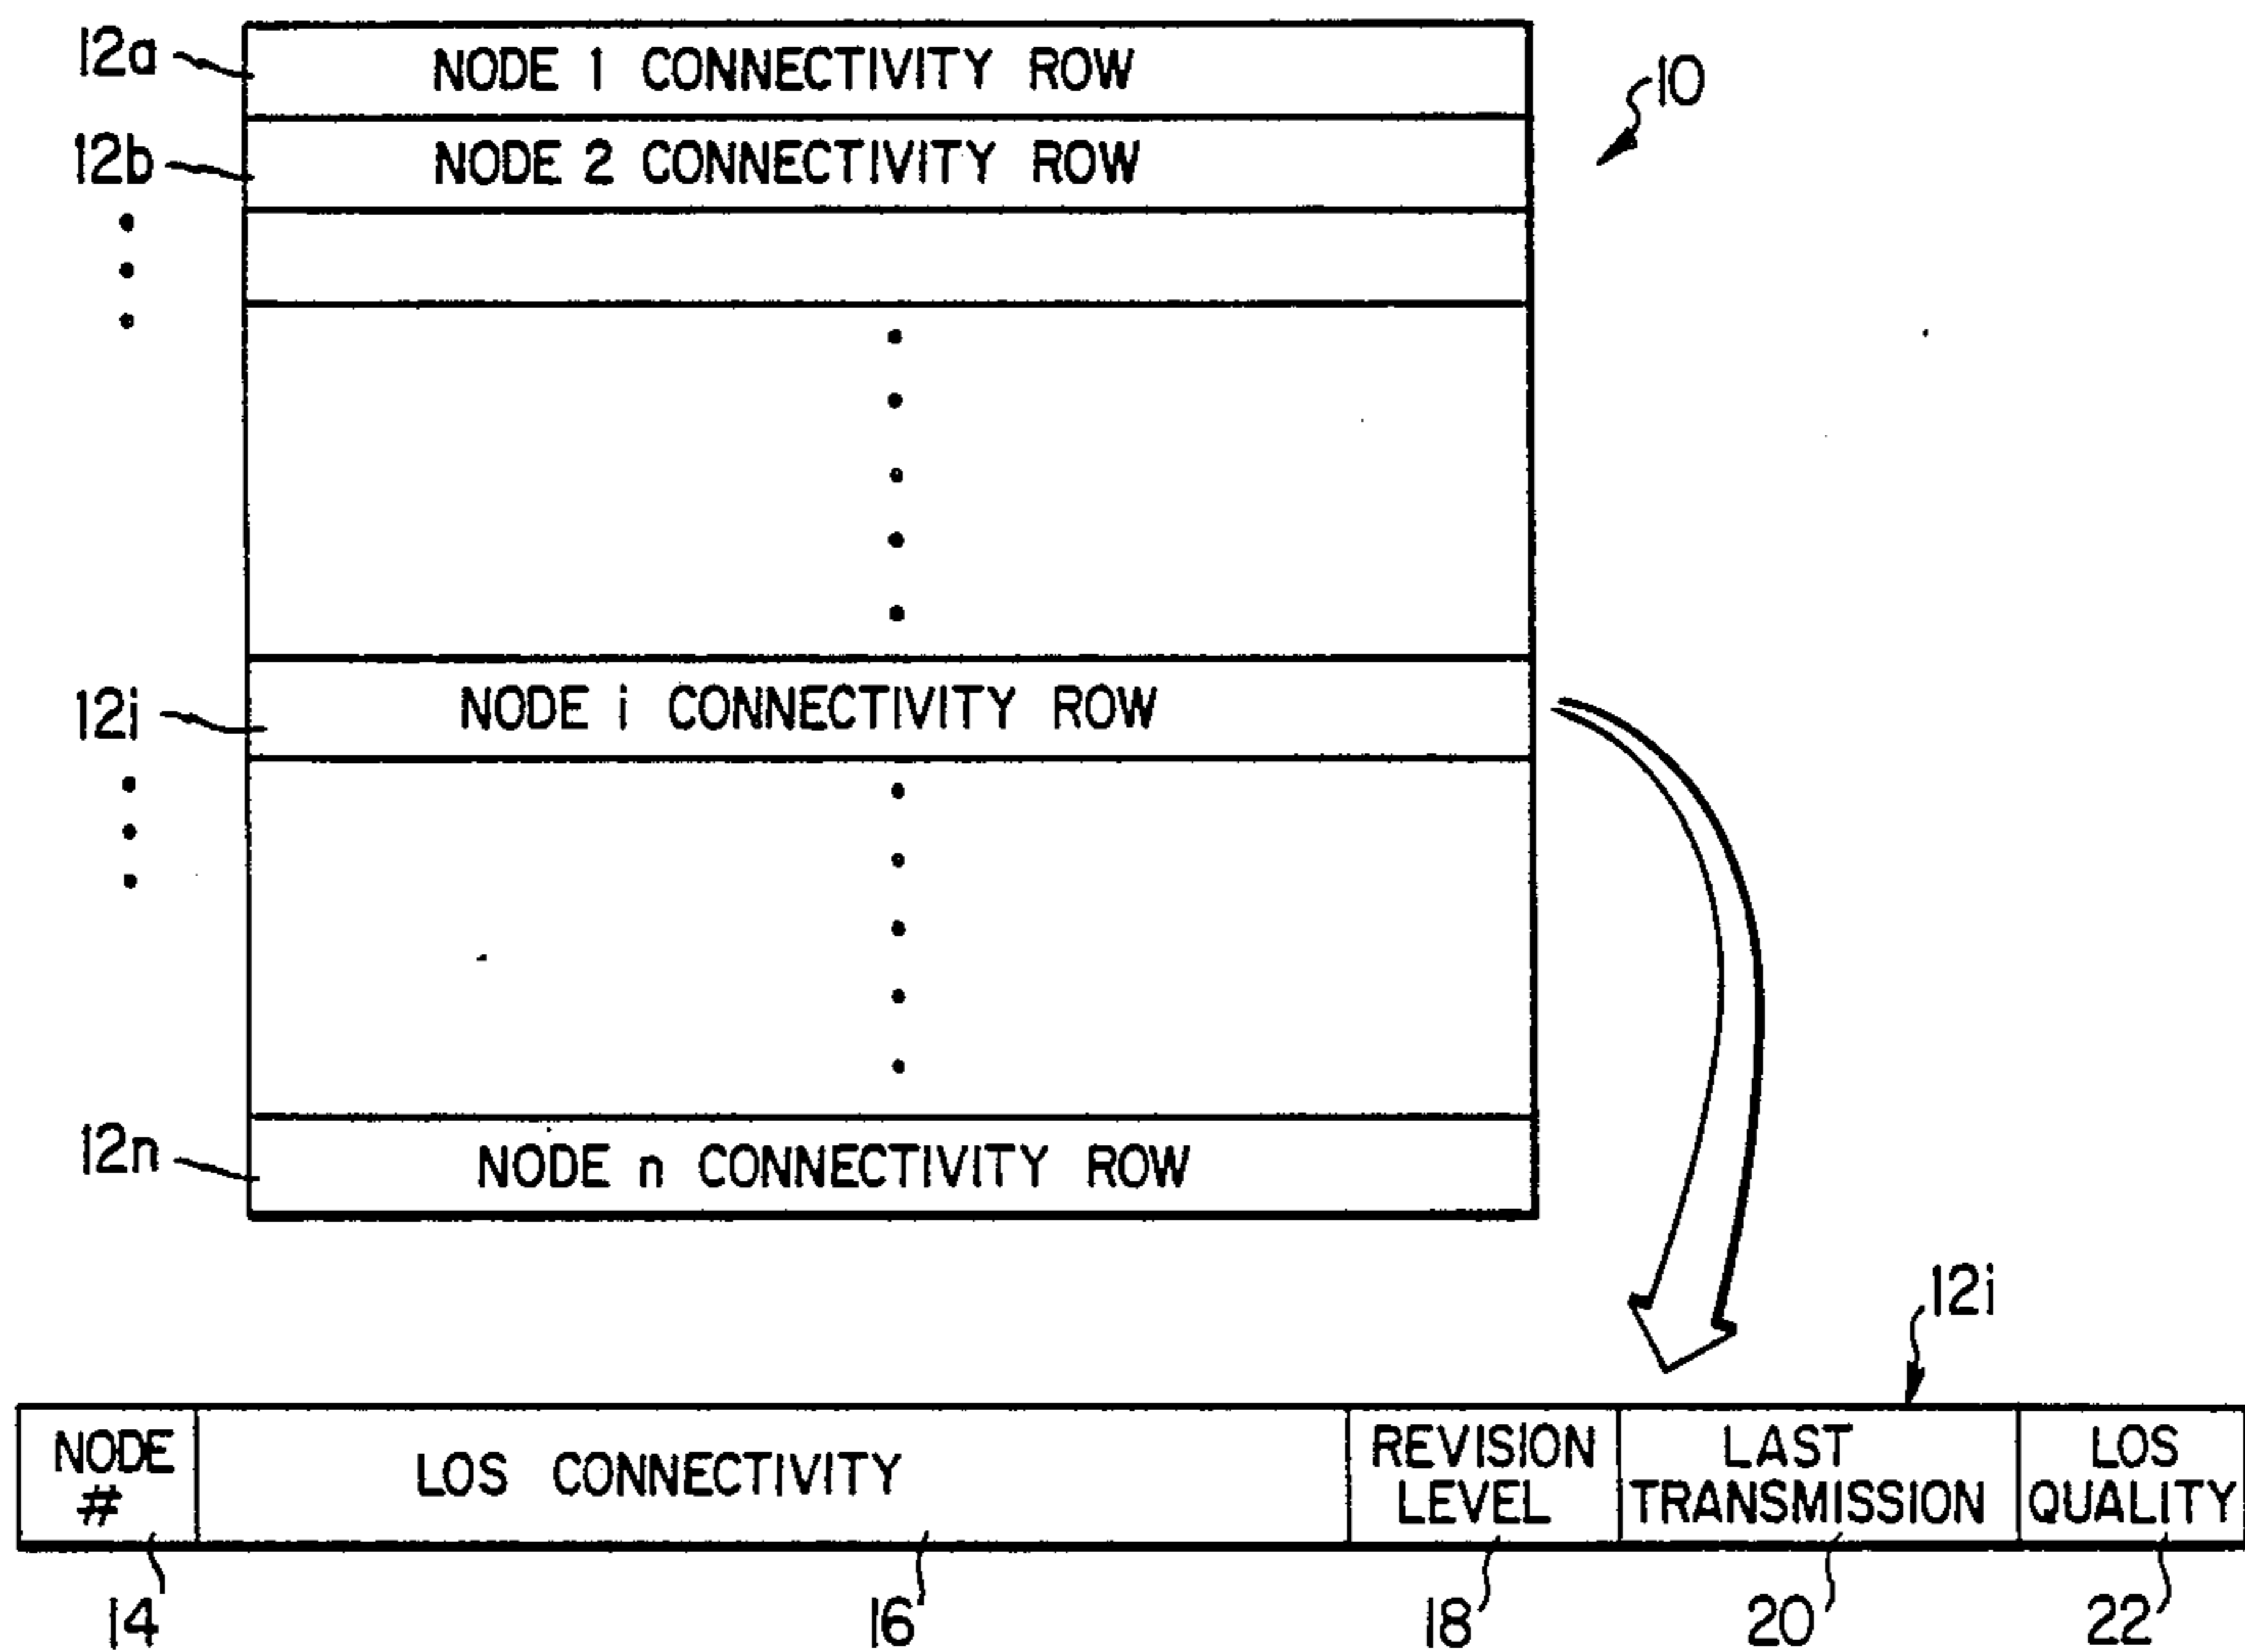 12a
NODE 1 CONNECTIVITY ROW
10
12b
NODE 2 CONNECTIVITY ROW
12i
NODE i CONNECTIVITY ROW
12n
NODE n CONNECTIVITY ROW
12i
NODE #
LOS CONNECTIVITY
REVISION LEVEL
LAST TRANSMISSION
LOS QUALITY
14
16
18
20
22